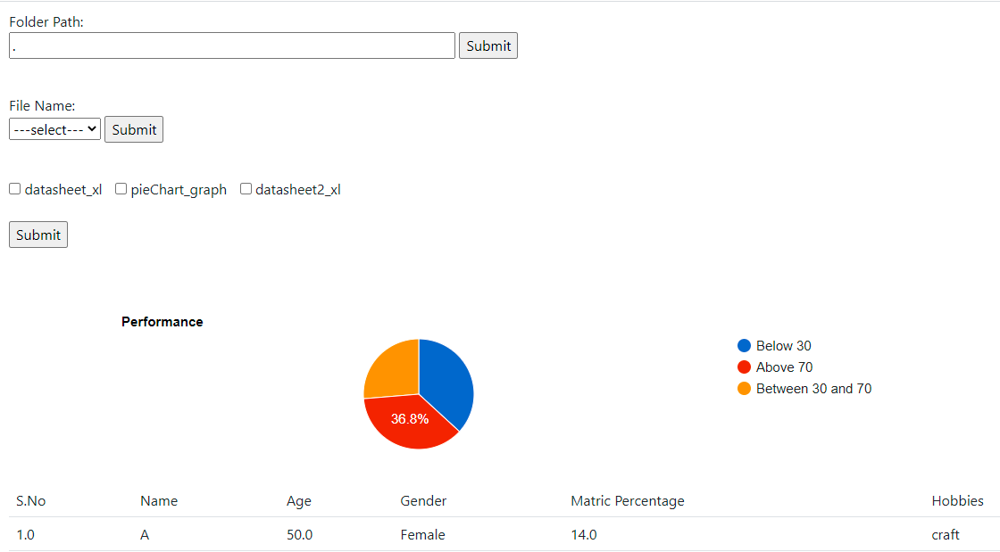 Folder Path:
. Submit
File Name:
---select--- Submit
datasheet_xl pieChart_graph datasheet2_xl
Submit
Performance
Below 30
Above 70
Between 30 and 70
36.8%
S.No Name Age Gender Matric Percentage Hobbies
1.0 A 50.0 Female 14.0 craft